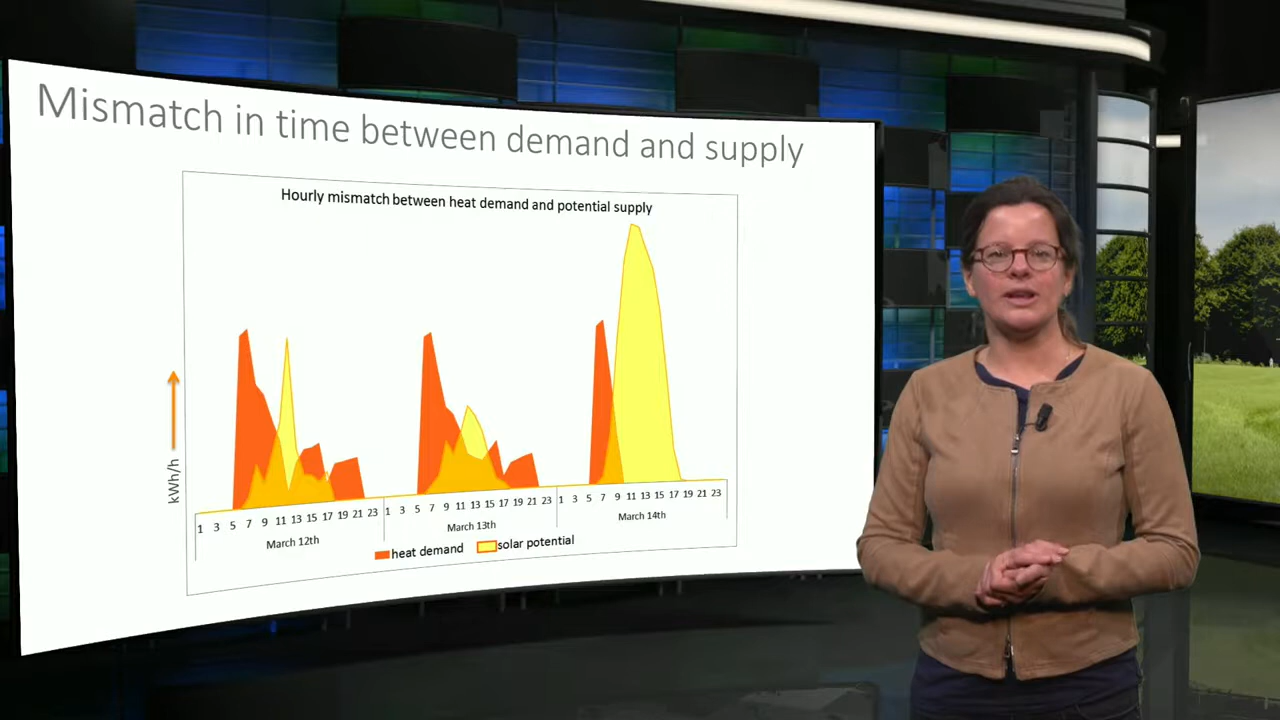 Mismatch in time between demand and supply
Hourly mismatch between heat demand and potential supply
kWh/h
1 3 5 7 9 11 13 15 17 19 21 23 1 3 5 7 9 11 13 15 17 19 21 23 1 3 5 7 9 11 13 15 17 19 21 23
March 12th March 13th March 14th
heat demand solar potential